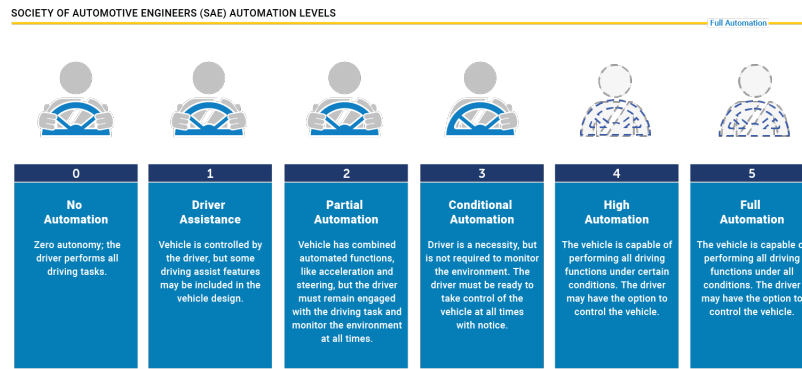 SOCIETY OF AUTOMOTIVE ENGINEERS (SAE) AUTOMATION LEVELS
Full Automation
0
No
Automation
Zero autonomy; the
driver performs all
driving tasks.
1
Driver
Assistance
Vehicle is controlled by
the driver, but some
driving assist features
may be included in the
vehicle design.
2
Partial
Automation
Vehicle has combined
automated functions,
like acceleration and
steering, but the driver
must remain engaged
with the driving task and
monitor the environment
at all times.
3
Conditional
Automation
Driver is a necessity, but
is not required to monitor
the environment. The
driver must be ready to
take control of the
vehicle at all times
with notice.
4
High
Automation
The vehicle is capable of
performing all driving
functions under certain
conditions. The driver
may have the option to
control the vehicle.
5
Full
Automation
The vehicle is capable
performing all driving
functions under all
conditions. The driver
may have the option to
control the vehicle.